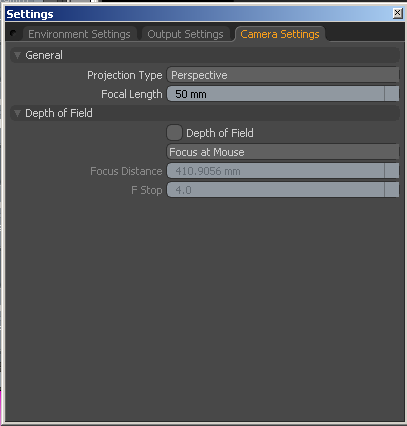 Settings
Environment Settings Output Settings Camera Settings
General
Projection Type Perspective
Focal Length 50 mm
Depth of Field
Depth of Field
Focus at Mouse
Focus Distance 410.9056 mm
F Stop 4.0